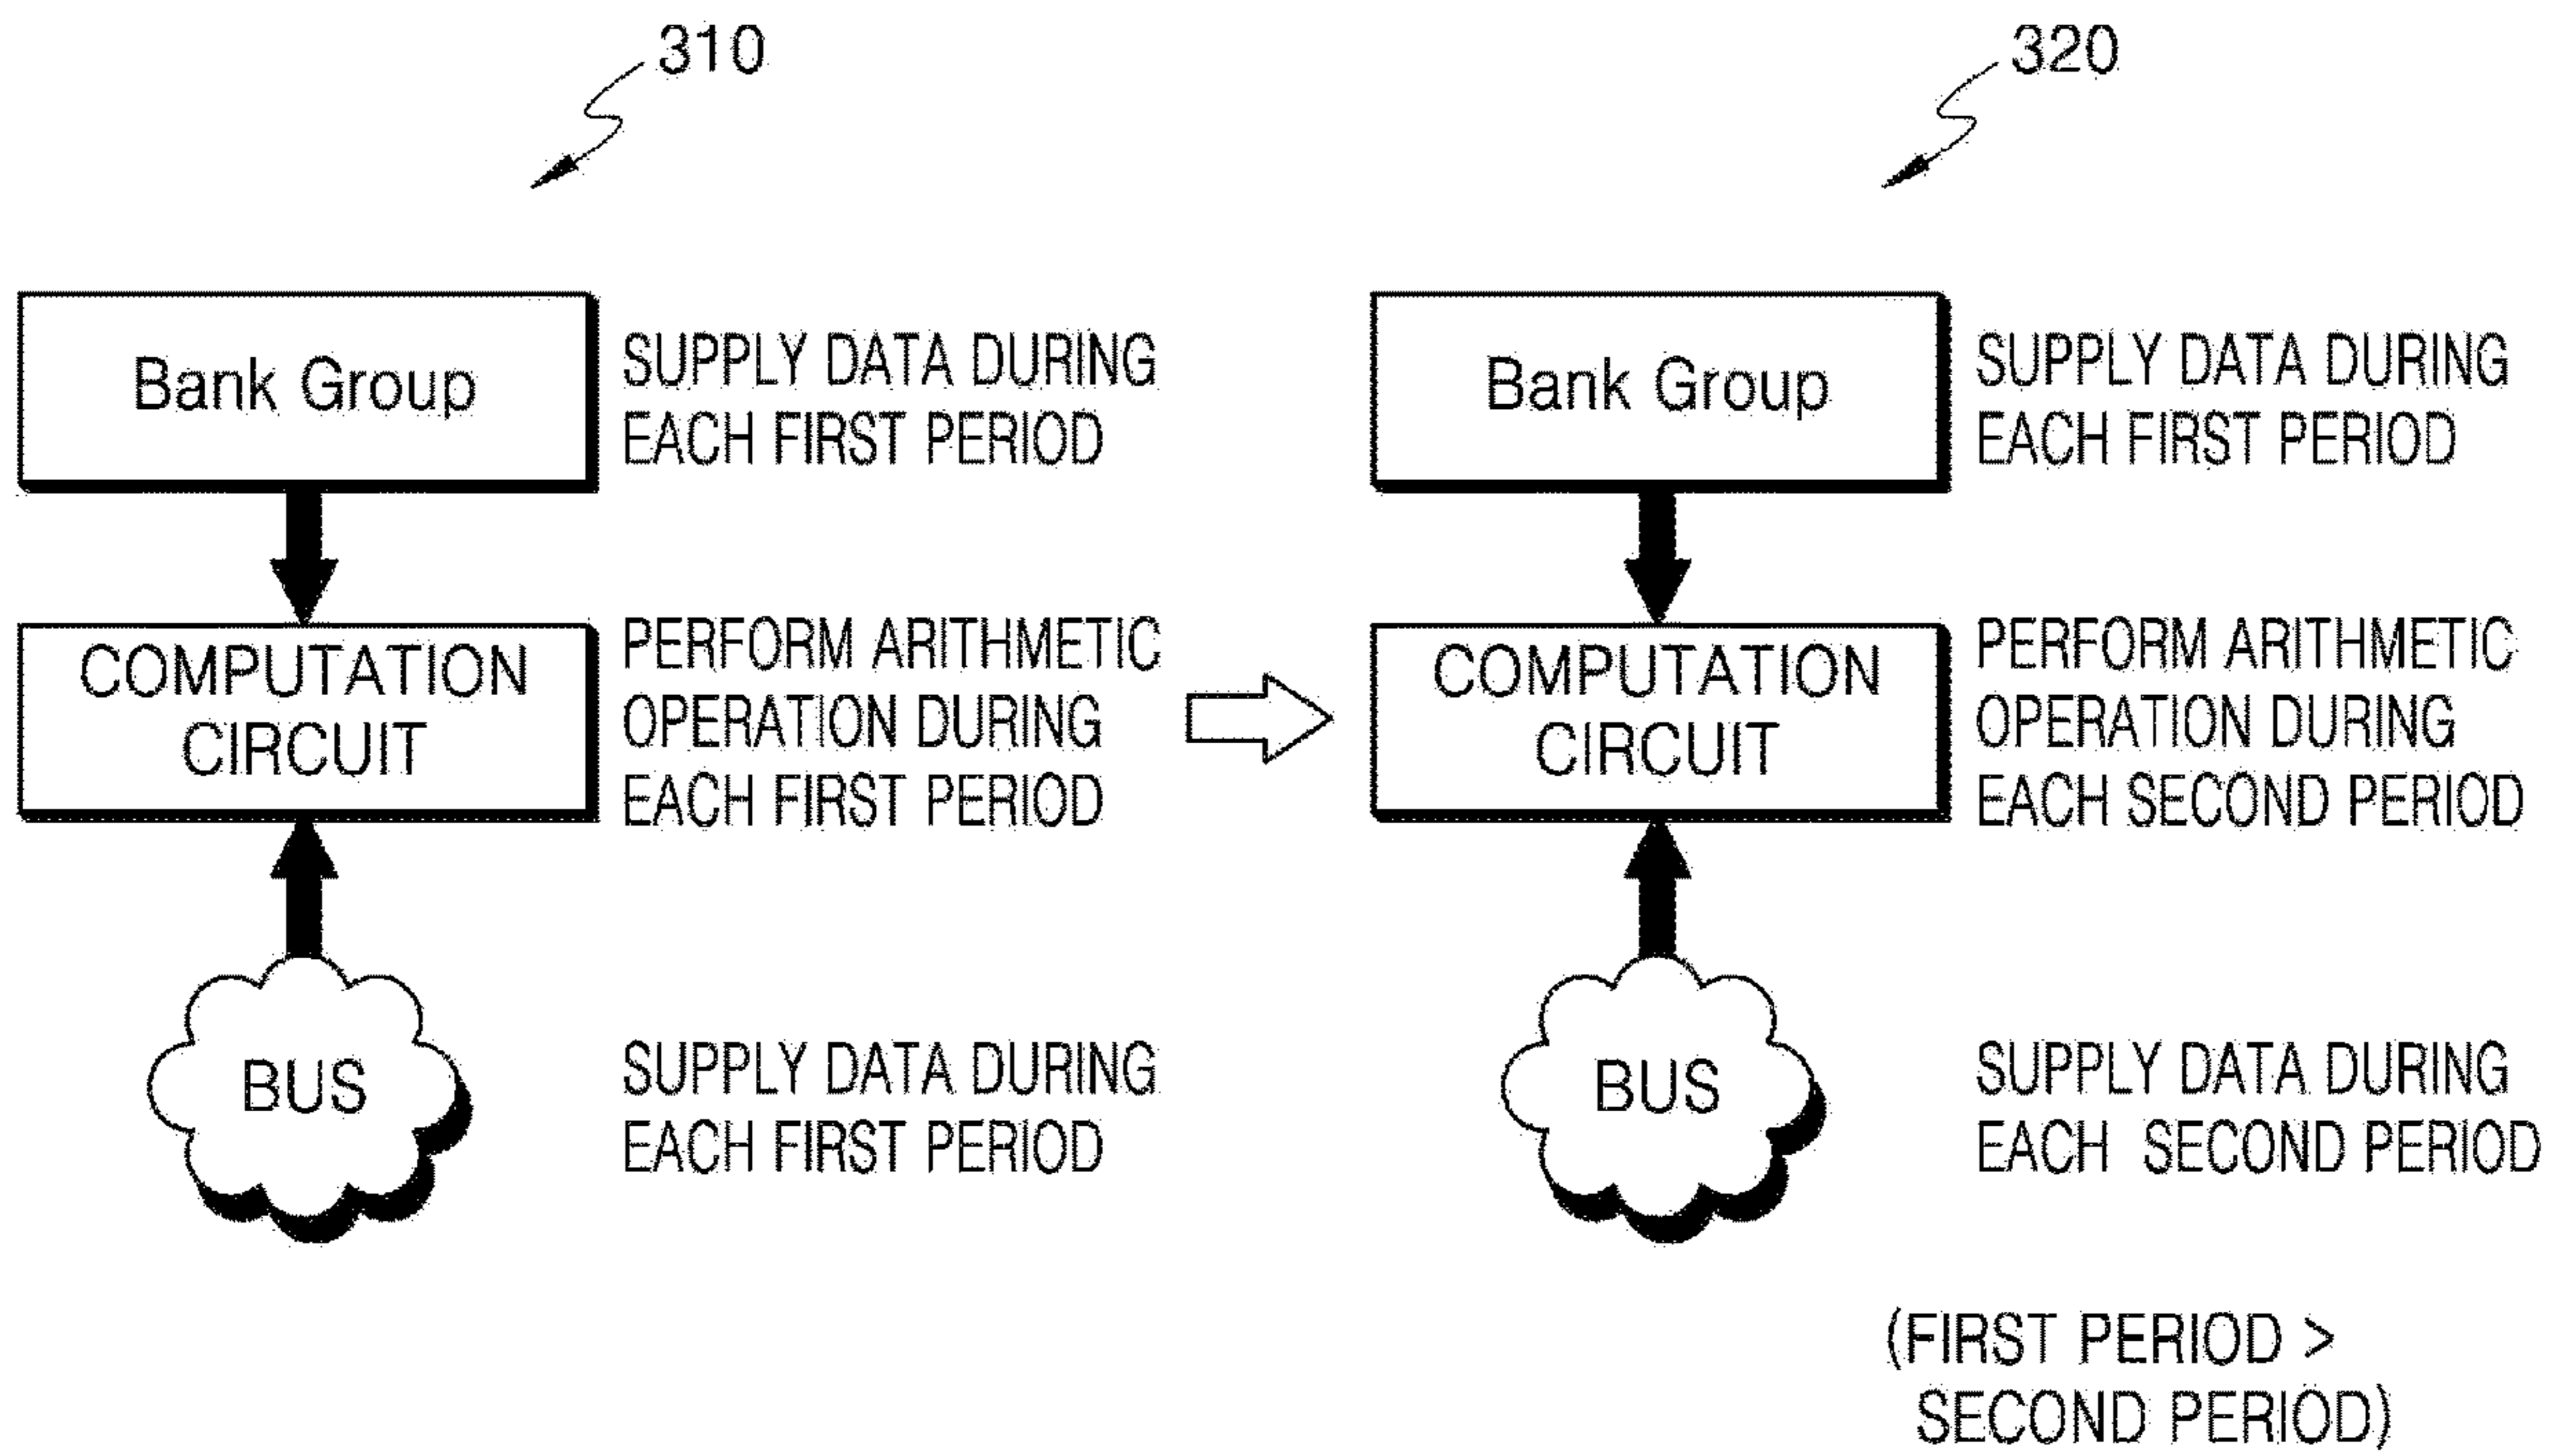 310
Bank Group
SUPPLY DATA DURING
EACH FIRST PERIOD
COMPUTATION
CIRCUIT
PERFORM ARITHMETIC
OPERATION DURING
EACH FIRST PERIOD
BUS
SUPPLY DATA DURING
EACH FIRST PERIOD
320
Bank Group
SUPPLY DATA DURING
EACH FIRST PERIOD
COMPUTATION
CIRCUIT
PERFORM ARITHMETIC
OPERATION DURING
EACH SECOND PERIOD
BUS
SUPPLY DATA DURING
EACH SECOND PERIOD
(FIRST PERIOD >
SECOND PERIOD)